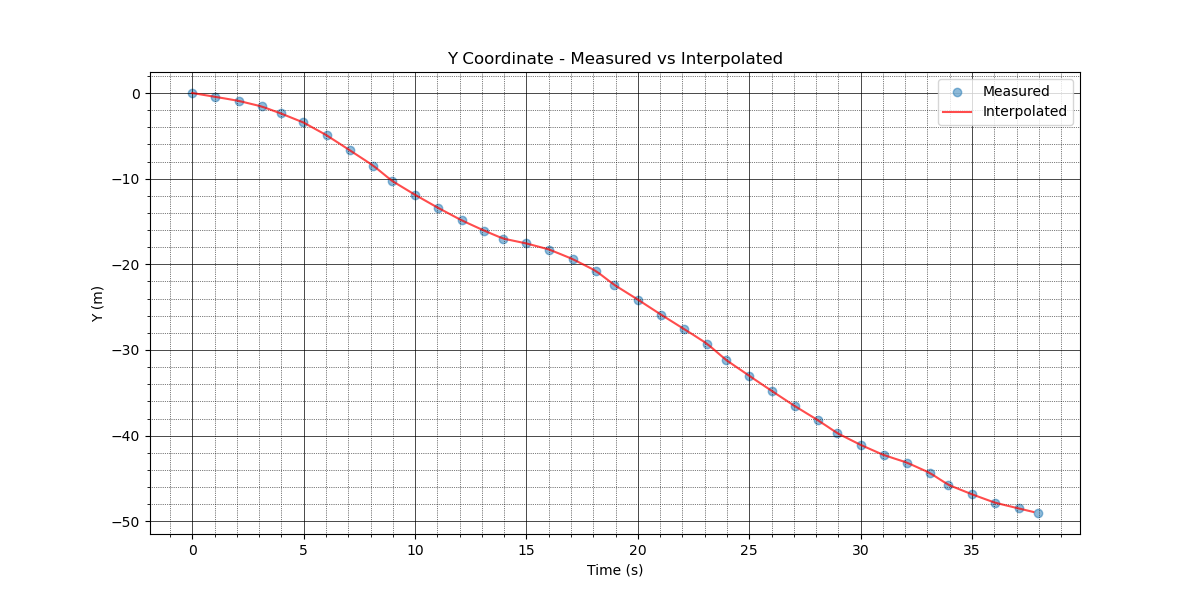 Y Coordinate - Measured vs Interpolated
Measured
Interpolated
Y (m)
0
−10
−20
−30
−40
−50
0 5 10 15 20 25 30 35
Time (s)